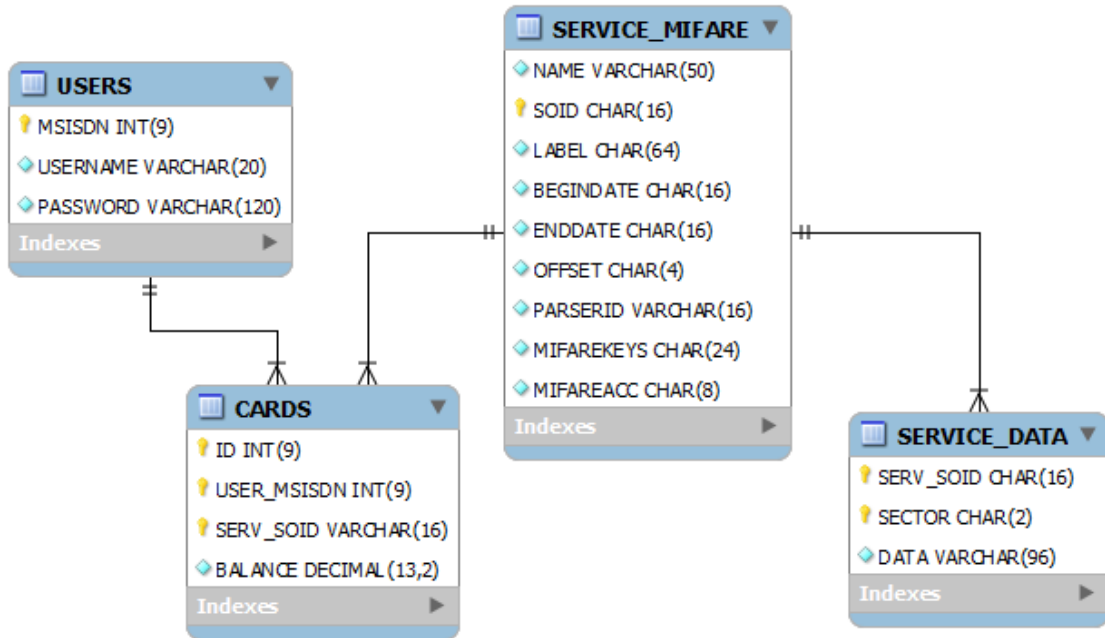 USERS
MSISDN INT(9)
USERNAME VARCHAR(20)
PASSWORD VARCHAR(120)
Indexes
SERVICE_MIFARE
NAME VARCHAR(50)
SOID CHAR(16)
LABEL CHAR(64)
BEGINDATE CHAR(16)
ENDDATE CHAR(16)
OFFSET CHAR(4)
PARSERID VARCHAR(16)
MIFAREKEYS CHAR(24)
MIFAREACC CHAR(8)
Indexes
CARDS
ID INT(9)
USER_MSISDN INT(9)
SERV_SOID VARCHAR(16)
BALANCE DECIMAL(13,2)
Indexes
SERVICE_DATA
SERV_SOID CHAR(16)
SECTOR CHAR(2)
DATA VARCHAR(96)
Indexes